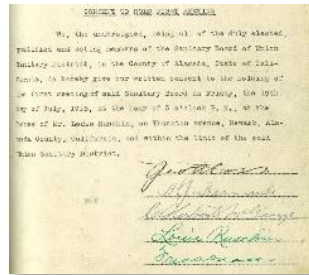 CONSENT TO HOLD FIRST MEETING
We, the undersigned, being all of the duly elected,
qualified and acting members of the Sanitary Board of Union
Sanitary District, in the County of Alameda, State of Cali-
fornia, do hereby give our written consent to the holding of
the first meeting of said Sanitary Board on Friday, the 19th
day of July, 1918, at the hour of 3 o'clock P. M., at the
home of Mr. Louis Ruschin, on Thornton Avenue, Newark, Ala-
meda County, California, and within the limit of the said
Union Sanitary District.
Louis Ruschin